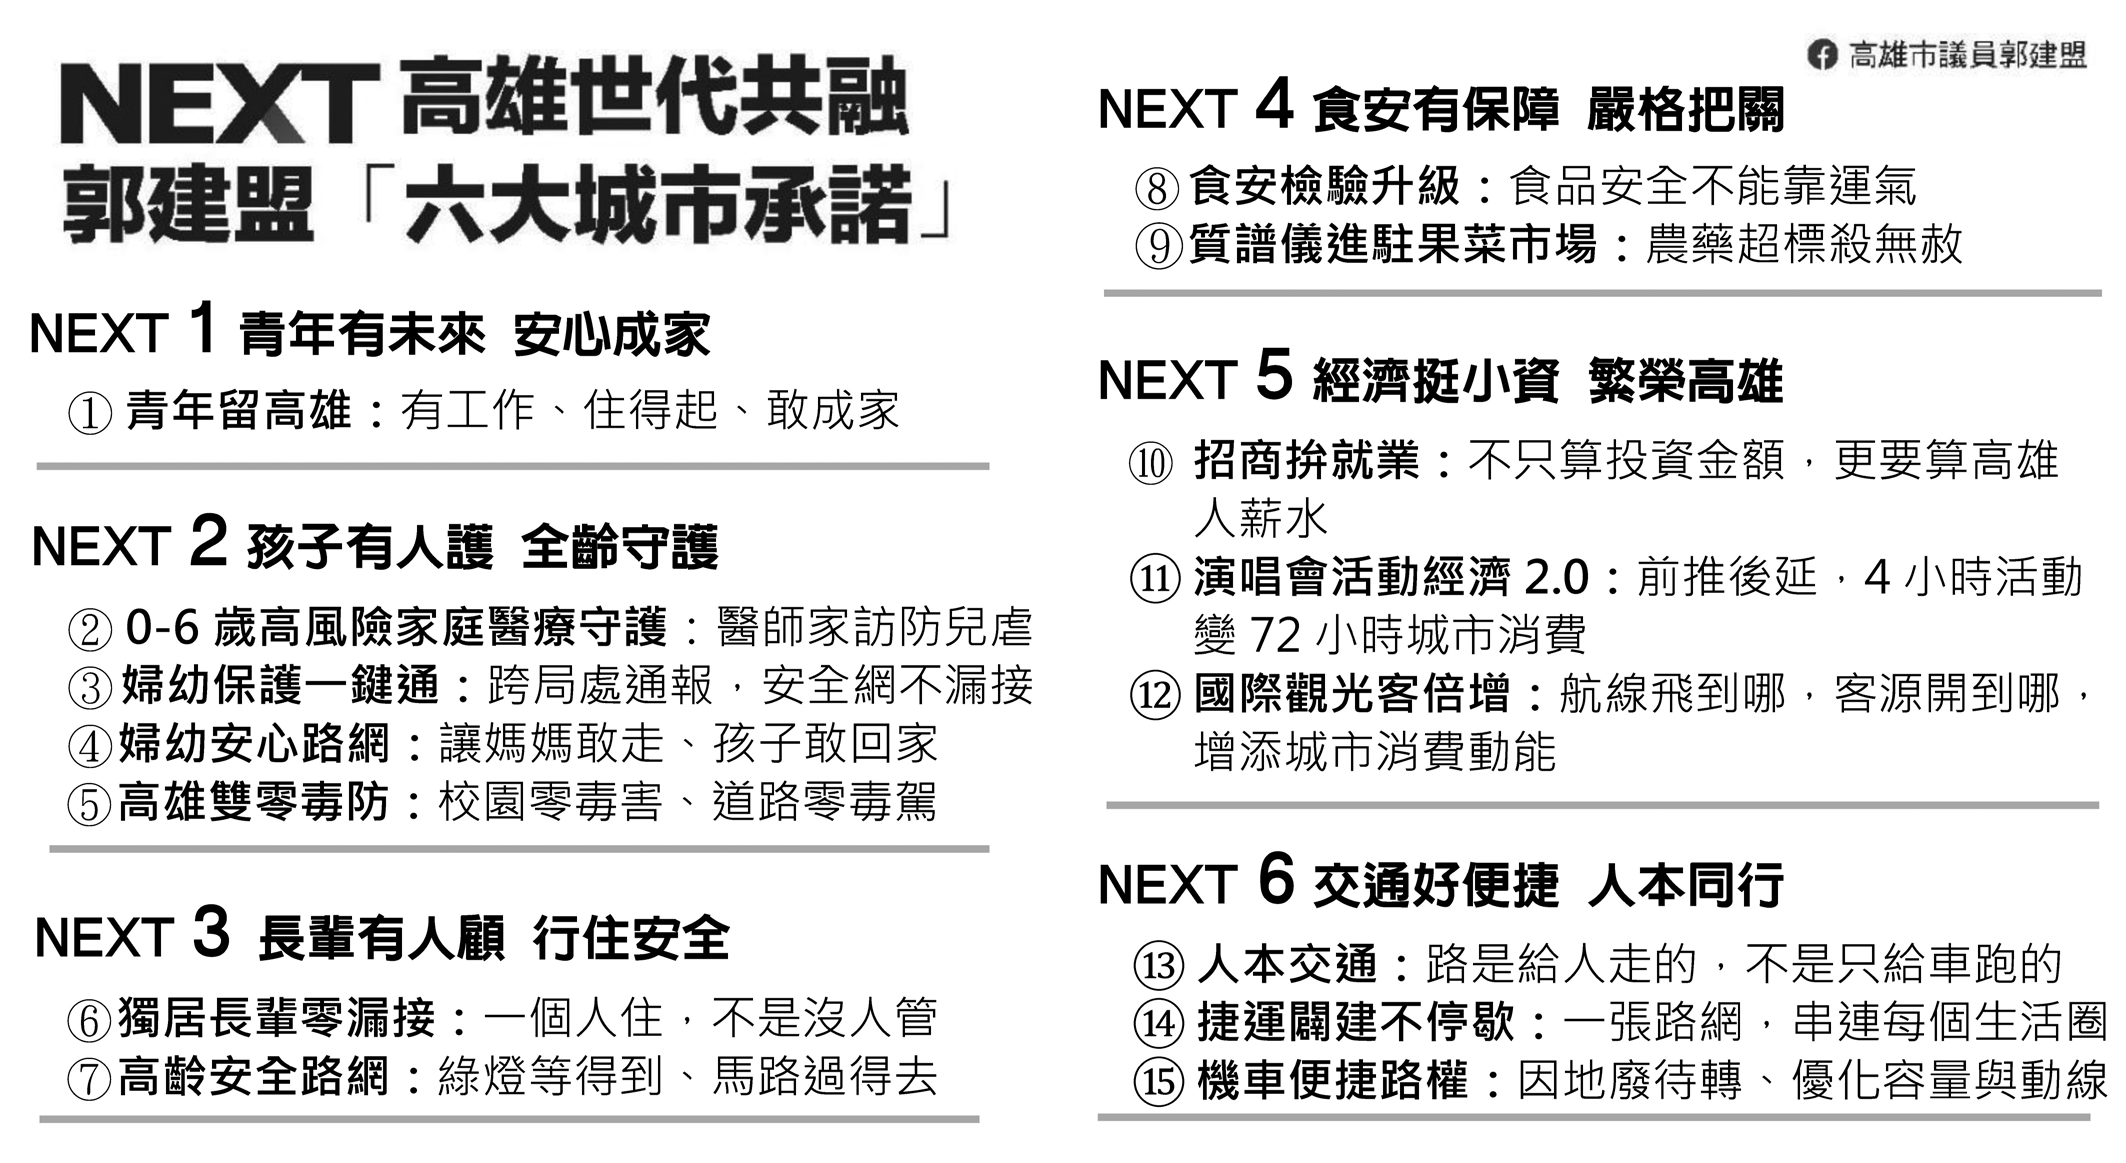 NEXT 高雄世代共融
郭建盟「六大城市承諾」
NEXT 1 青年有未來 安心成家
① 青年留高雄：有工作、住得起、敢成家
NEXT 2 孩子有人護 全齡守護
② 0-6 歲高風險家庭醫療守護：醫師家訪防兒虐
③ 婦幼保護一鍵通：跨局處通報，安全網不漏接
④ 婦幼安心路網：讓媽媽敢走、孩子敢回家
⑤ 高雄雙零毒防：校園零毒害、道路零毒駕
NEXT 3 長輩有人顧 行住安全
⑥ 獨居長輩零漏接：一個人住，不是沒人管
⑦ 高齡安全路網：綠燈等得到、馬路過得去
高雄市議員郭建盟
NEXT 4 食安有保障 嚴格把關
⑧ 食安檢驗升級：食品安全不能靠運氣
⑨ 質譜儀進駐果菜市場：農藥超標殺無赦
NEXT 5 經濟挺小資 繁榮高雄
⑩ 招商拚就業：不只算投資金額，更要算高雄
人薪水
⑪ 演唱會活動經濟 2.0：前推後延，4 小時活動
變 72 小時城市消費
⑫ 國際觀光客倍增：航線飛到哪，客源開到哪，
增添城市消費動能
NEXT 6 交通好便捷 人本同行
⑬ 人本交通：路是給人走的，不是只給車跑的
⑭ 捷運闢建不停歇：一張路網，串連每個生活圈
⑮ 機車便捷路權：因地廢待轉、優化容量與動線